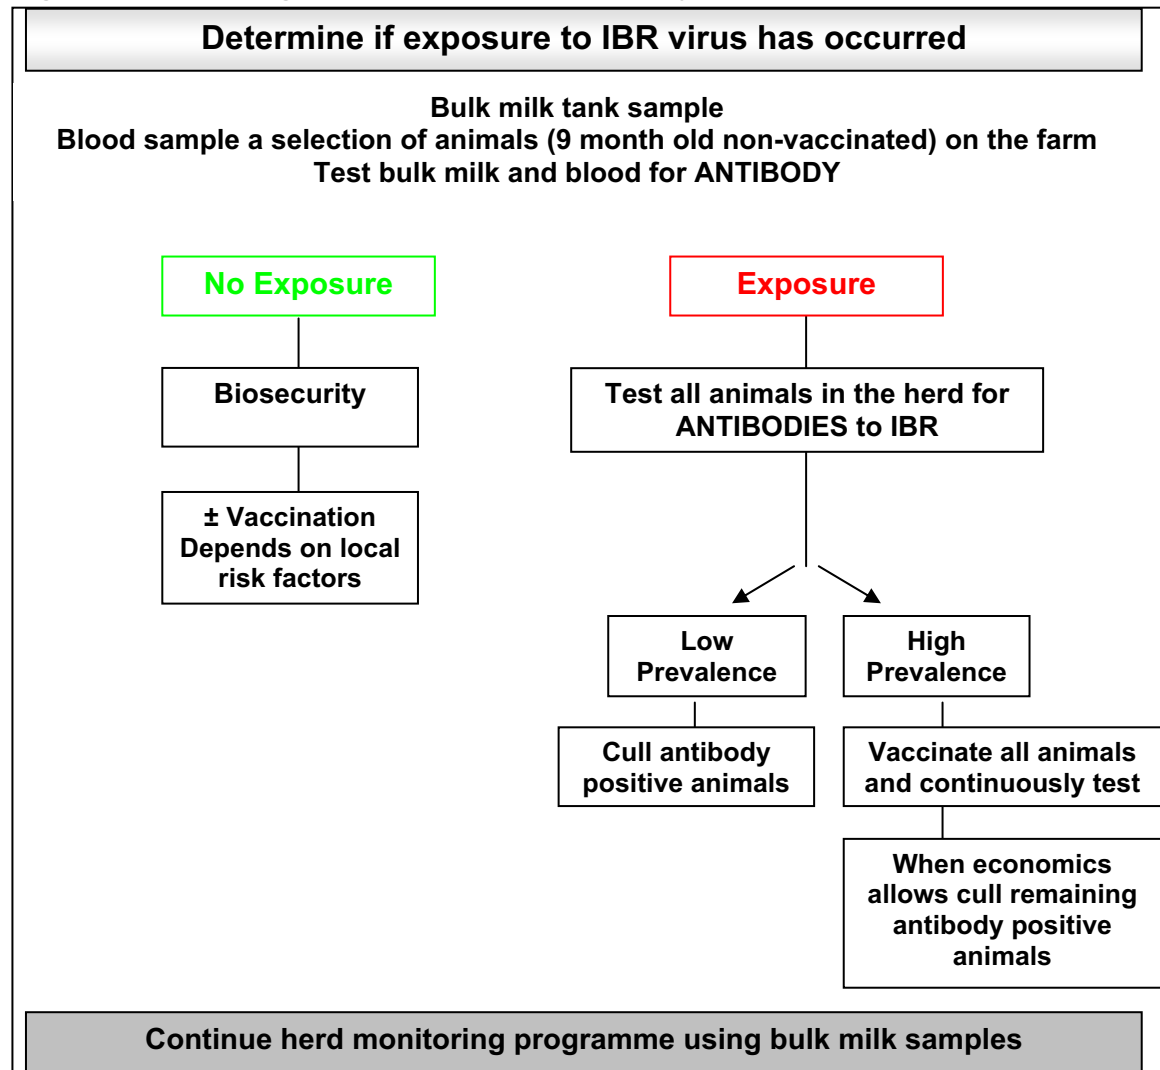 Determine if exposure to IBR virus has occurred
Bulk milk tank sample
Blood sample a selection of animals (9 month old non-vaccinated) on the farm
Test bulk milk and blood for ANTIBODY
No Exposure
Biosecurity
± Vaccination
Depends on local
risk factors
Exposure
Test all animals in the herd for
ANTIBODIES to IBR
Low
Prevalence
Cull antibody
positive animals
High
Prevalence
Vaccinate all animals
and continuously test
When economics
allows cull remaining
antibody positive
animals
Continue herd monitoring programme using bulk milk samples